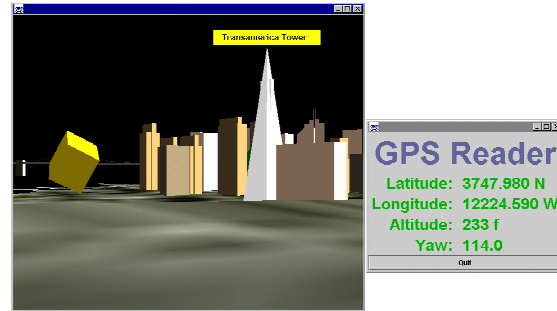 Transamerica Tower
GPS Reader
Latitude: 3747.980 N
Longitude: 12224.590 W
Altitude: 233 f
Yaw: 114.0
Quit